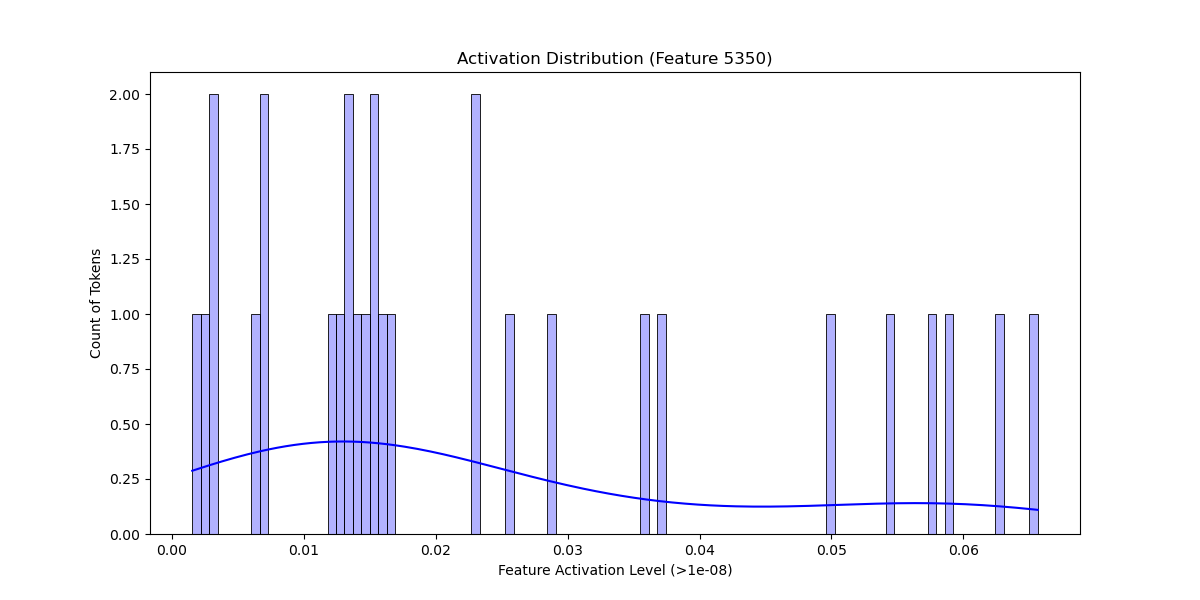 Activation Distribution (Feature 5350)
2.00
1.75
1.50
1.25
1.00
0.75
0.50
0.25
0.00
Count of Tokens
0.00 0.01 0.02 0.03 0.04 0.05 0.06
Feature Activation Level (>1e-08)